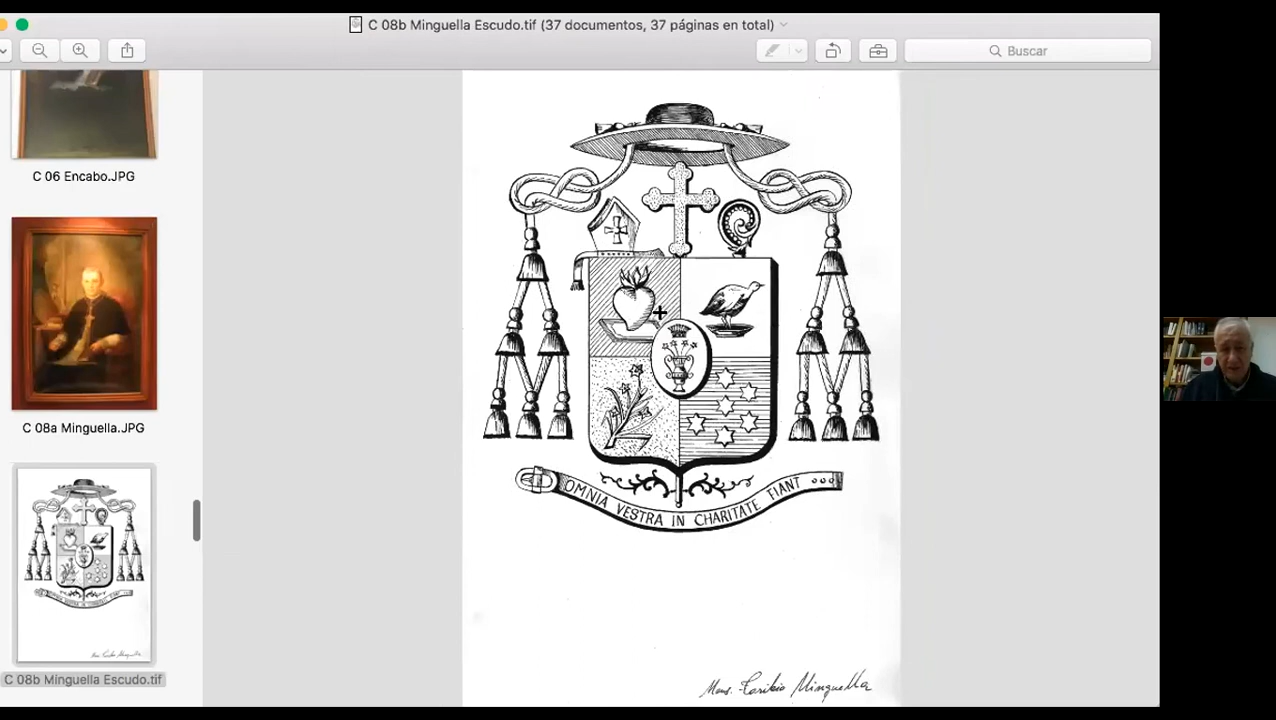 C 08b Minguella Escudo.tif (37 documentos, 37 páginas en total)
Buscar
C 06 Encabo.JPG
C 08a Minguella.JPG
C 08b Minguella Escudo.tif
OMNIA VESTRA IN CHARITATE FIANT
Mons. Toribio Minguella